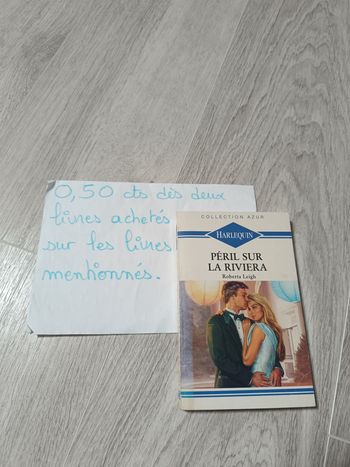 0,50 cts dès deux
livres achetés
sur les livres
mentionnés.
COLLECTION AZUR
HARLEQUIN
PÉRIL SUR
LA RIVIERA
Roberta Leigh